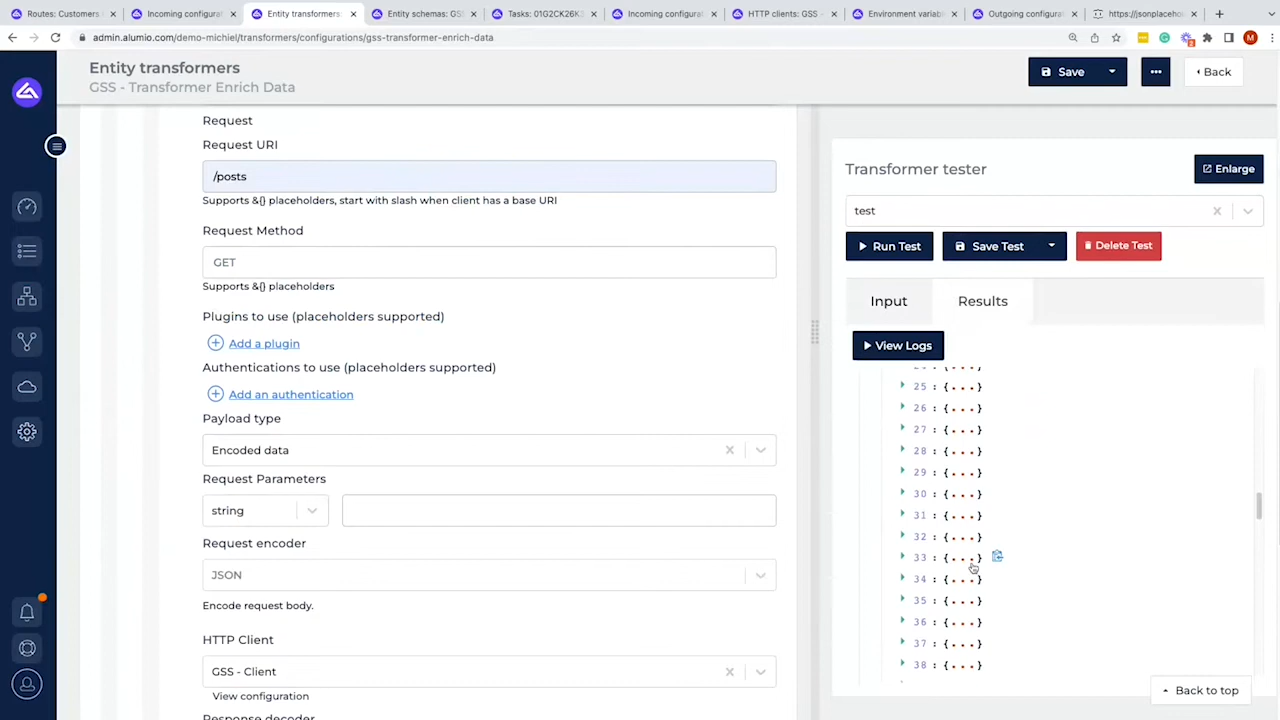 Routes: Customers
Incoming configura
Entity transformers:
Entity schemas: GS
Tasks: 01G2CK26K
Incoming configura
HTTP clients: GSS -
Environment variab
Outgoing configura
https://jsonplaceho
admin.alumio.com/demo-michiel/transformers/configurations/gss-transformer-enrich-data
M
Entity transformers
GSS - Transformer Enrich Data
Save
Back
Request
Request URI
/posts
Supports &{} placeholders, start with slash when client has a base URI
Request Method
GET
Supports &{} placeholders
Plugins to use (placeholders supported)
Add a plugin
Authentications to use (placeholders supported)
Add an authentication
Payload type
Encoded data
Request Parameters
string
Request encoder
JSON
Encode request body.
HTTP Client
GSS - Client
View configuration
Response decoder
Transformer tester
Enlarge
test
Run Test
Save Test
Delete Test
Input
Results
View Logs
25 : {...}
26 : {...}
27 : {...}
28 : {...}
29 : {...}
30 : {...}
31 : {...}
32 : {...}
33 : {...}
34 : {...}
35 : {...}
36 : {...}
37 : {...}
38 : {...}
Back to top